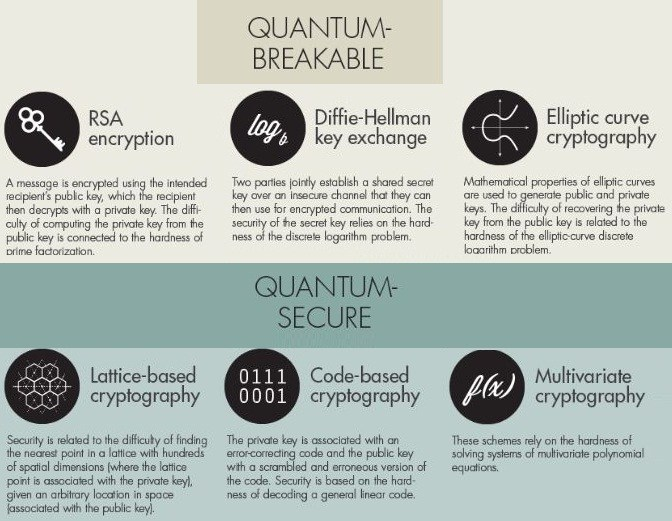 QUANTUM-
BREAKABLE
RSA
encryption
A message is encrypted using the intended
recipient's public key, which the recipient
then decrypts with a private key. The diffi-
culty of computing the private key from the
public key is connected to the hardness of
prime factorization.
log b
Diffie-Hellman
key exchange
Two parties jointly establish a shared secret
key over an insecure channel that they can
then use for encrypted communication. The
security of the secret key relies on the hard-
ness of the discrete logarithm problem.
Elliptic curve
cryptography
Mathematical properties of elliptic curves
are used to generate public and private
keys. The difficulty of recovering the private
key from the public key is related to the
hardness of the elliptic-curve discrete
logarithm problem.
QUANTUM-
SECURE
Lattice-based
cryptography
Security is related to the difficulty of finding
the nearest point in a lattice with hundreds
of spatial dimensions (where the lattice
point is associated with the private key),
given an arbitrary location in space
(associated with the public key).
0111
0001
Code-based
cryptography
The private key is associated with an
error-correcting code and the public key
with a scrambled and erroneous version of
the code. Security is based on the hard-
ness of decoding a general linear code.
f(x)
Multivariate
cryptography
These schemes rely on the hardness of
solving systems of multivariate polynomial
equations.